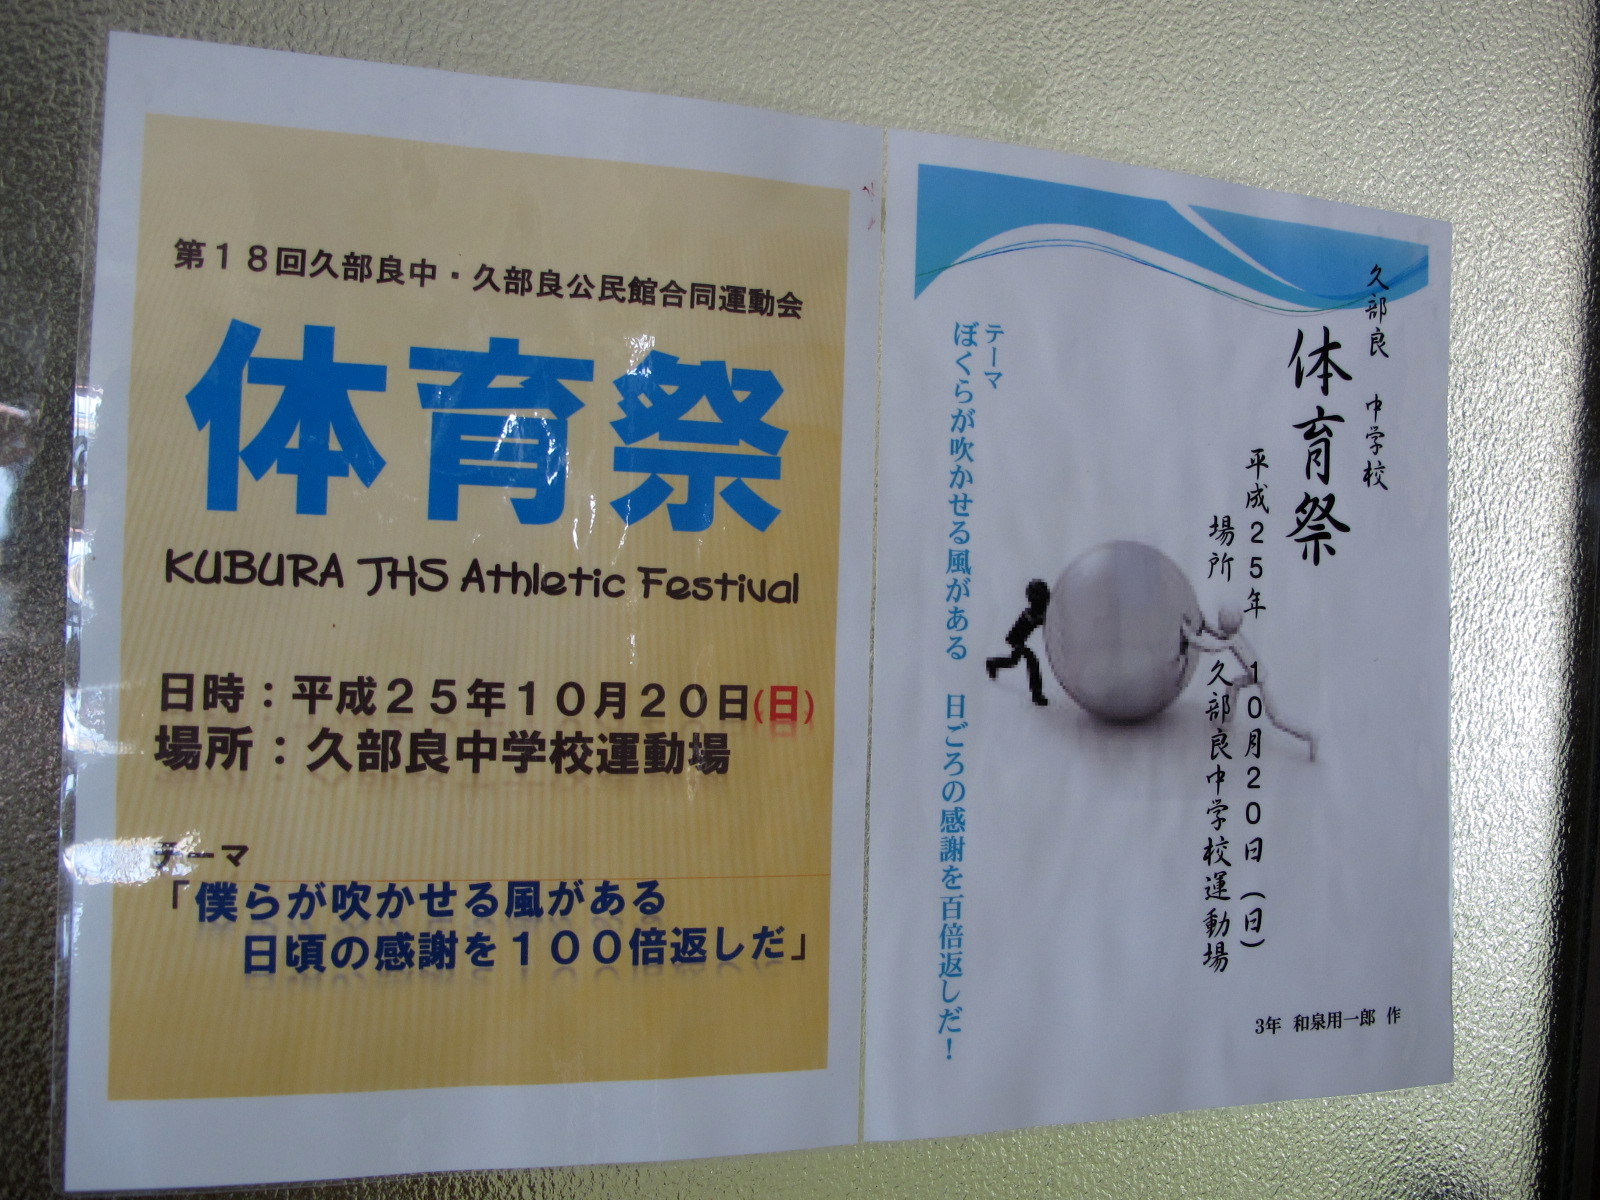 第18回久部良中・久部良公民館合同運動会
体育祭
KUBURA JHS Athletic Festival
日時：平成25年10月20日(日)
場所：久部良中学校運動場
テーマ
「僕らが吹かせる風がある
日頃の感謝を100倍返しだ」
久部良 中学校
体育祭
平成25年 10月20日(日)
場所 久部良中学校運動場
テーマ
ぼくらが吹かせる風がある 日ごろの感謝を百倍返しだ！
3年 和泉用一郎 作